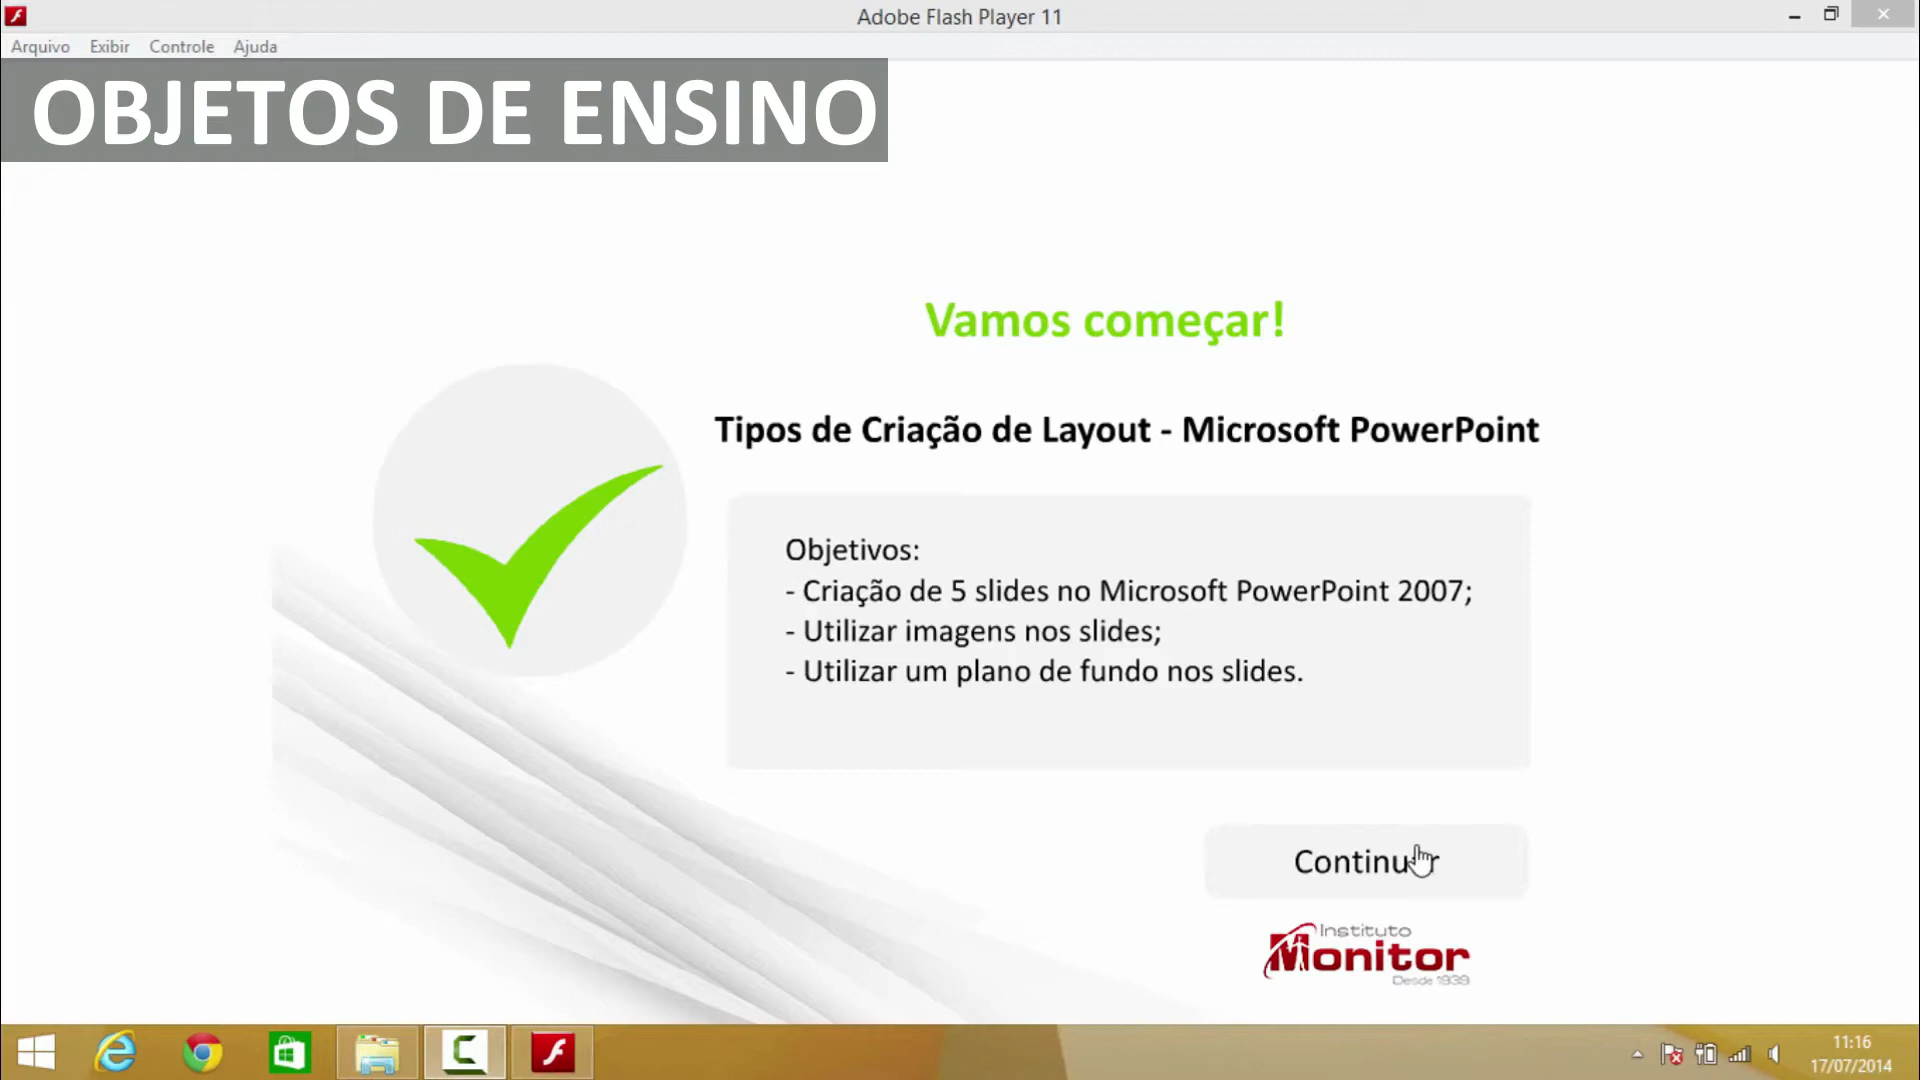 Adobe Flash Player 11
Arquivo Exibir Controle Ajuda
OBJETOS DE ENSINO
Vamos começar!
Tipos de Criação de Layout - Microsoft PowerPoint
Objetivos:
- Criação de 5 slides no Microsoft PowerPoint 2007;
- Utilizar imagens nos slides;
- Utilizar um plano de fundo nos slides.
Continuar
Instituto
Monitor
Desde 1939
11:16
17/07/2014